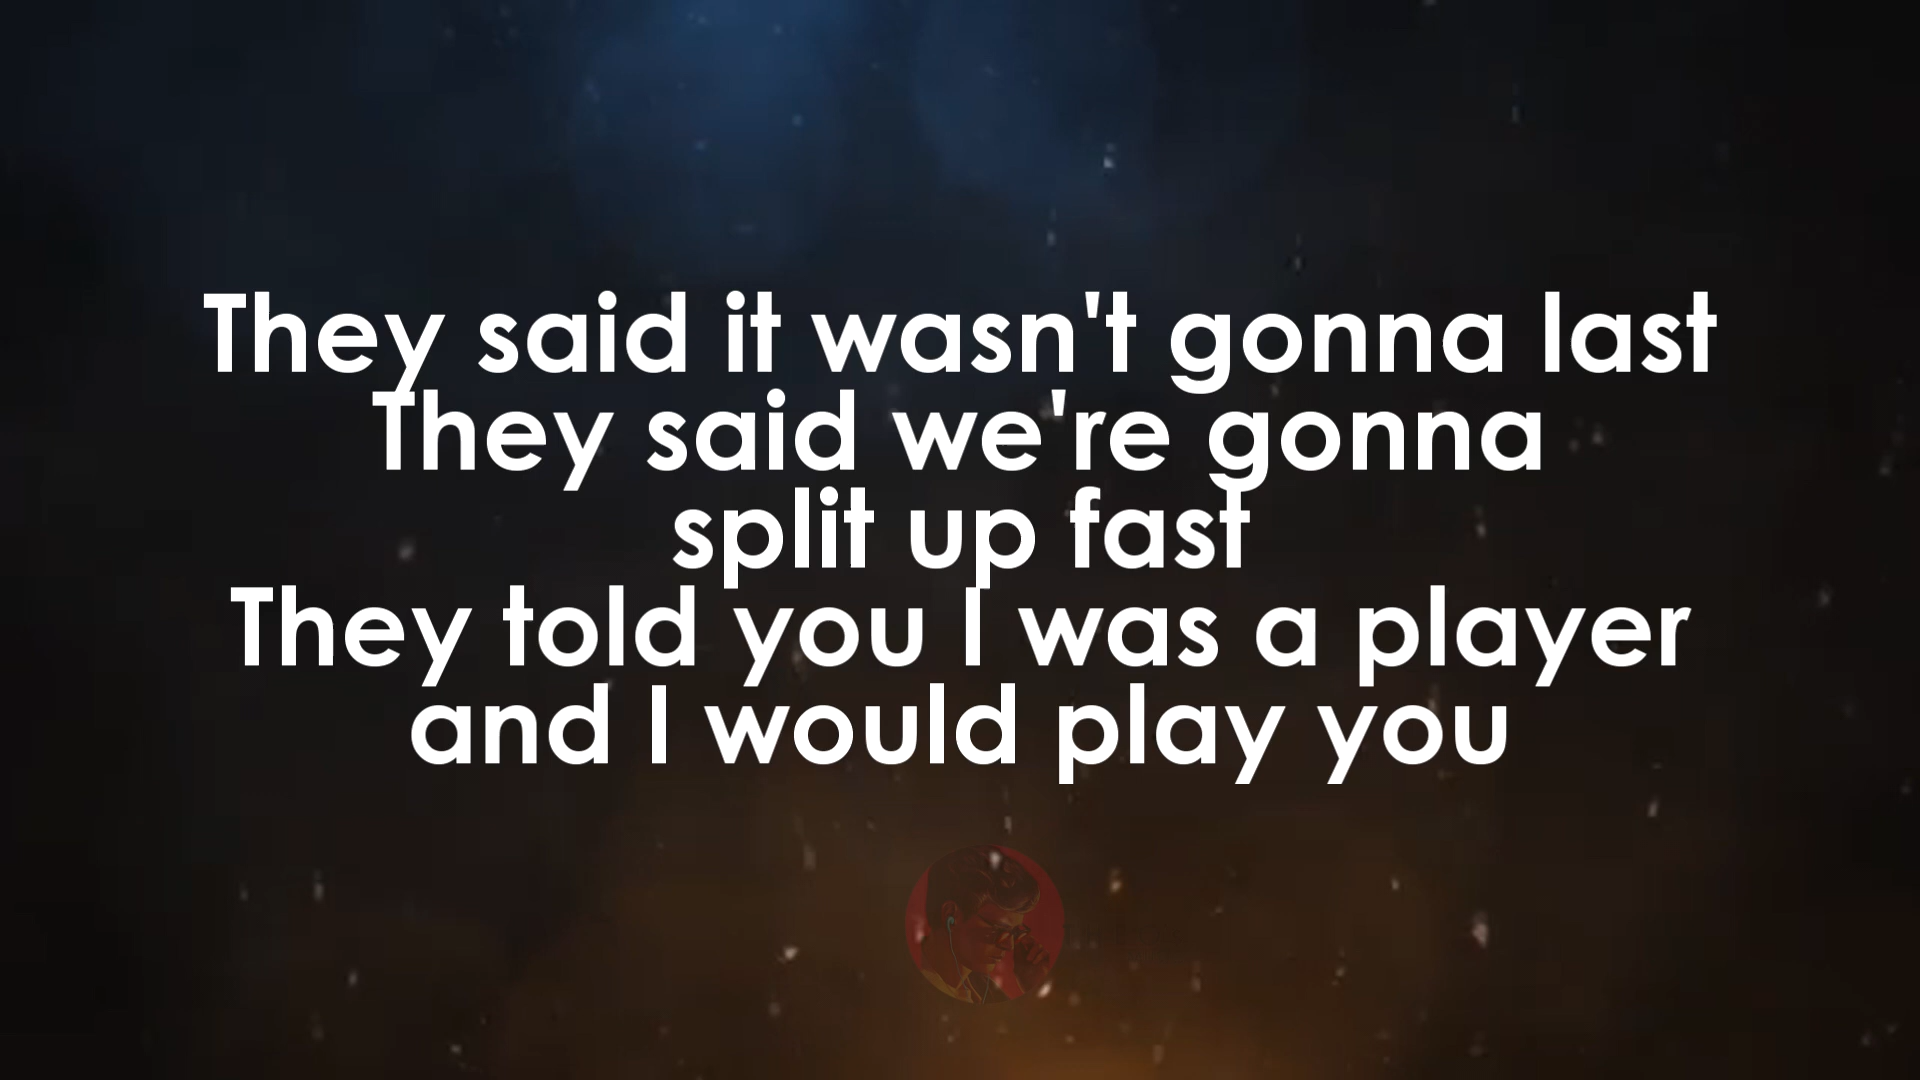 They said it wasn't gonna last
They said we're gonna
split up fast
They told you I was a player
and I would play you